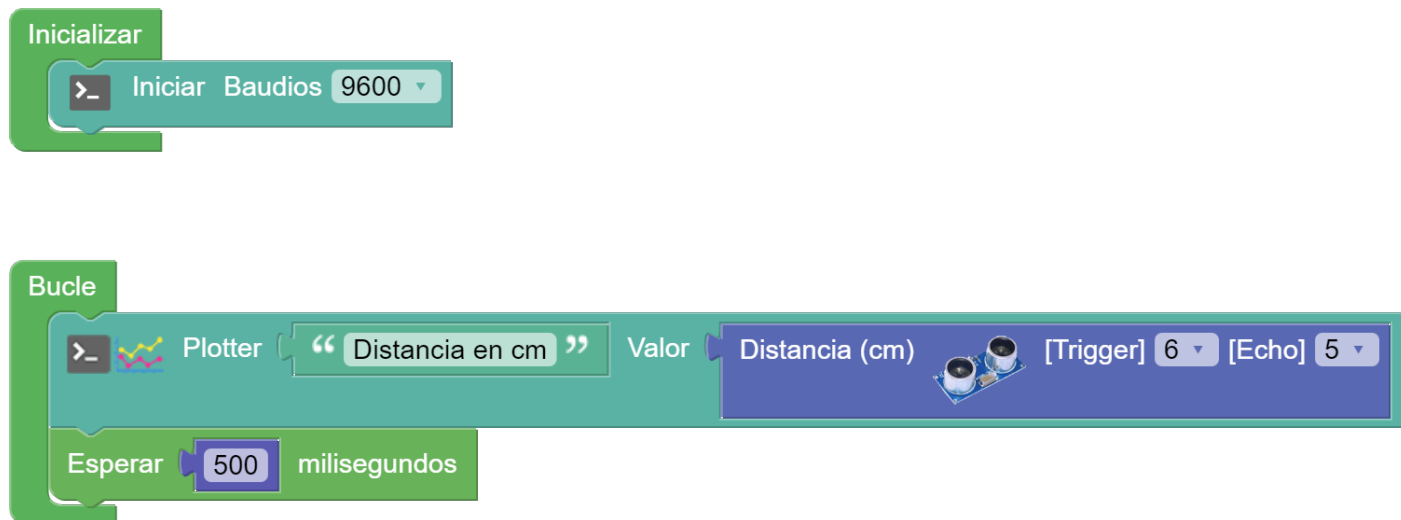 Inicializar
>_ Iniciar Baudios 9600
Bucle
>_ Plotter “ Distancia en cm ” Valor Distancia (cm) [Trigger] 6 [Echo] 5
Esperar 500 milisegundos